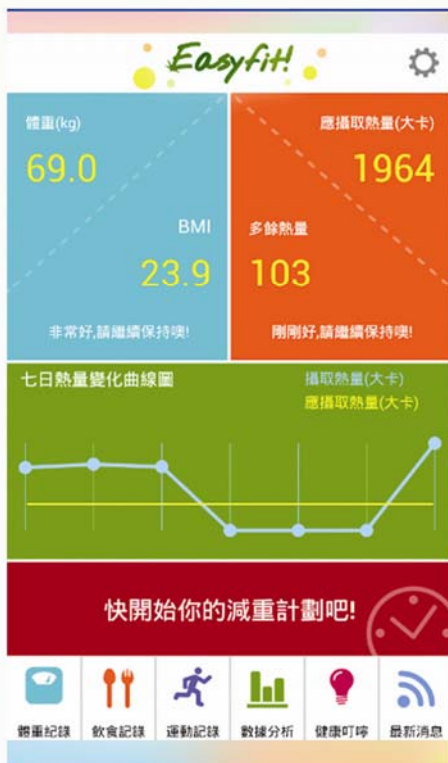 Easyfit!
體重(kg)
69.0
BMI
23.9
非常好,請繼續保持噢!
應攝取熱量(大卡)
1964
多餘熱量
103
剛剛好,請繼續保持唄!
七日熱量變化曲線圖
攝取熱量(大卡)
應攝取熱量(大卡)
快開始你的減重計劃吧!
體重紀錄
飲食記錄
運動記錄
數據分析
健康叮嚀
最新消息